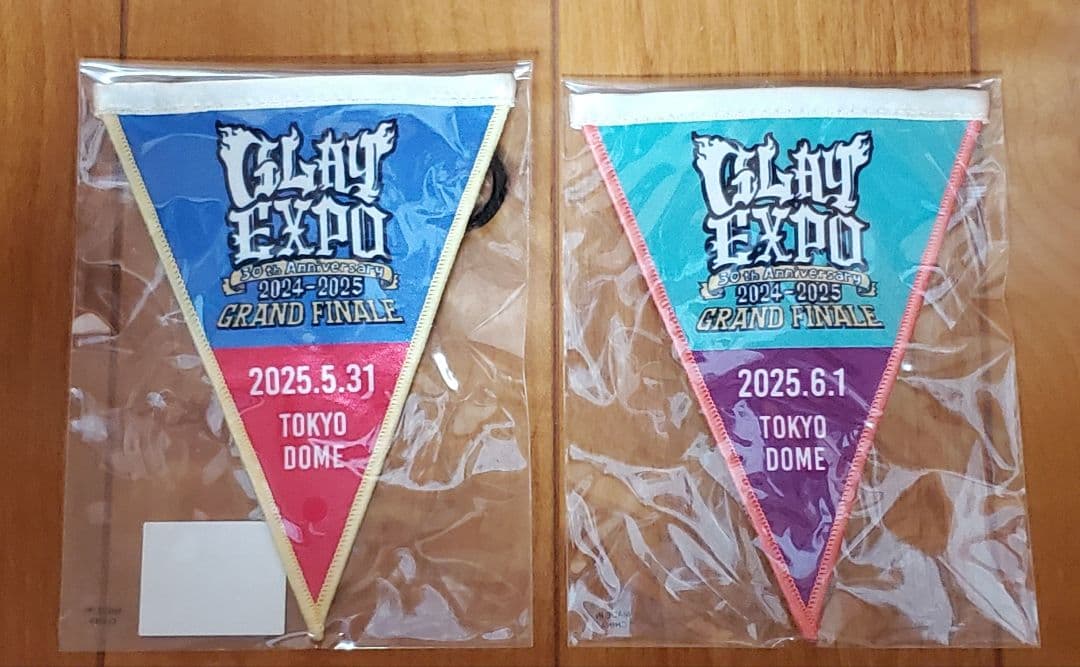 GLAY
EXPO
30th Anniversary
2024-2025
GRAND FINALE
2025.5.31
TOKYO
DOME
GLAY
EXPO
30th Anniversary
2024-2025
GRAND FINALE
2025.6.1
TOKYO
DOME